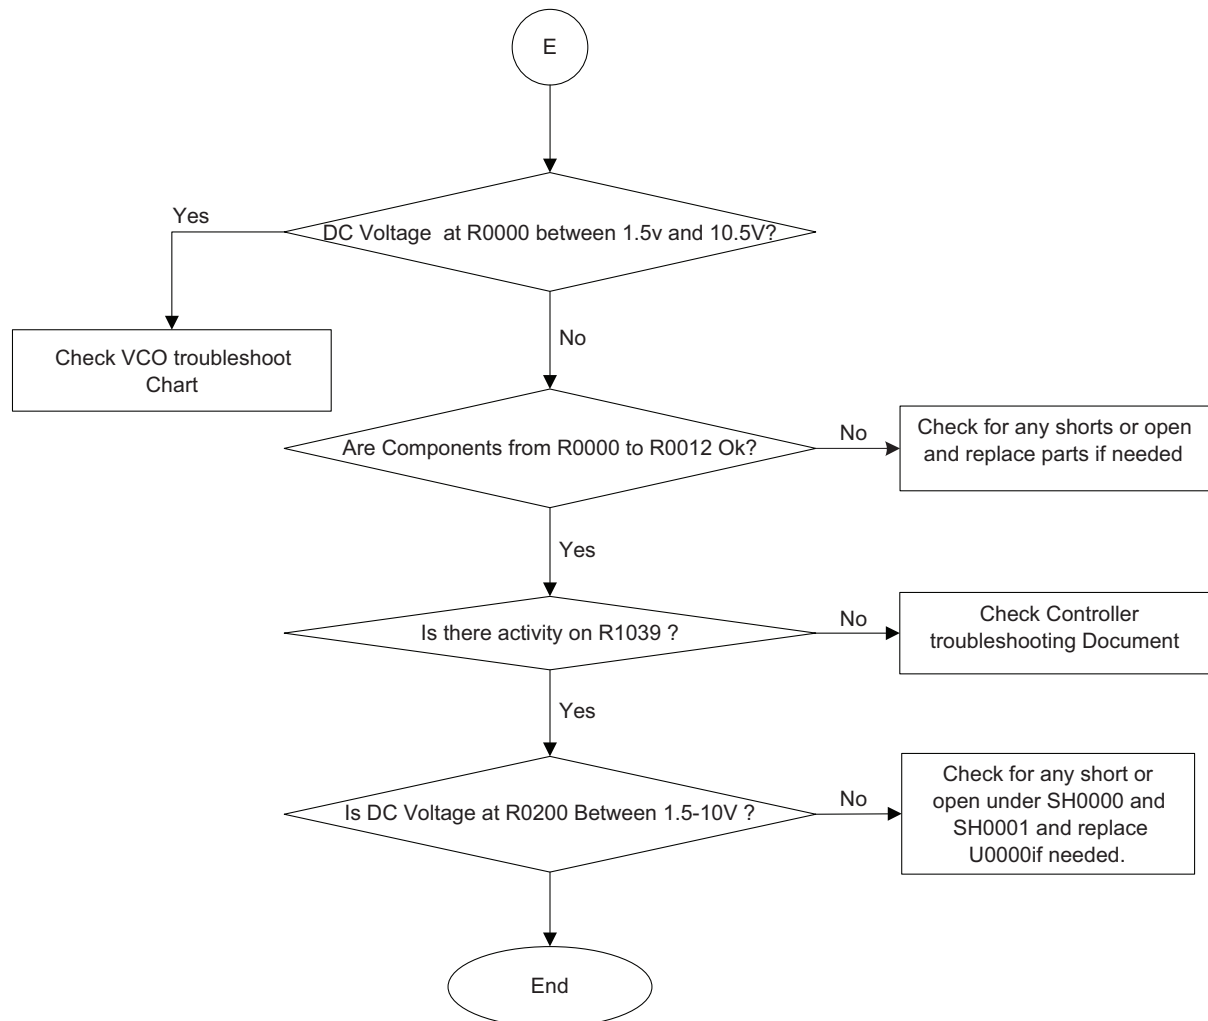 E
Yes
DC Voltage at R0000 between 1.5v and 10.5V?
Check VCO troubleshoot
Chart
No
Are Components from R0000 to R0012 Ok?
No
Check for any shorts or open
and replace parts if needed
Yes
Is there activity on R1039 ?
No
Check Controller
troubleshooting Document
Yes
Is DC Voltage at R0200 Between 1.5-10V ?
No
Check for any short or
open under SH0000 and
SH0001 and replace
U0000if needed.
End